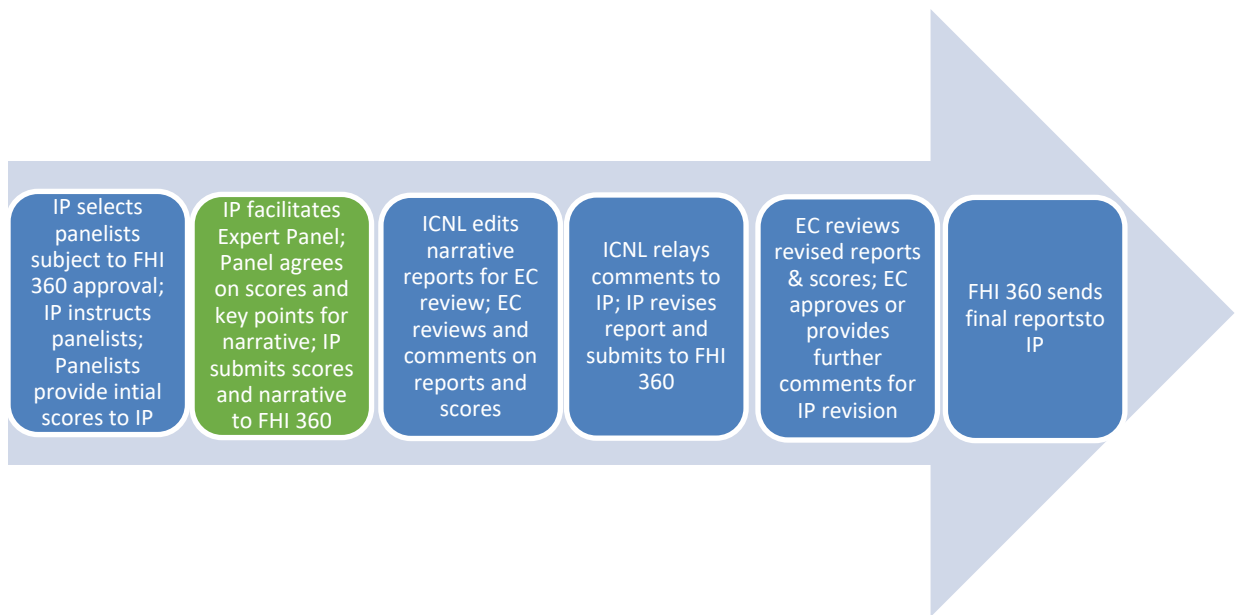 IP selects
panelists
subject to FHI
360 approval;
IP instructs
panelists;
Panelists
provide intial
scores to IP
IP facilitates
Expert Panel;
Panel agrees
on scores and
key points for
narrative; IP
submits scores
and narrative
to FHI 360
ICNL edits
narrative
reports for EC
review; EC
reviews and
comments on
reports and
scores
ICNL relays
comments to
IP; IP revises
report and
submits to FHI
360
EC reviews
revised reports
& scores; EC
approves or
provides
further
comments for
IP revision
FHI 360 sends
final reportsto
IP